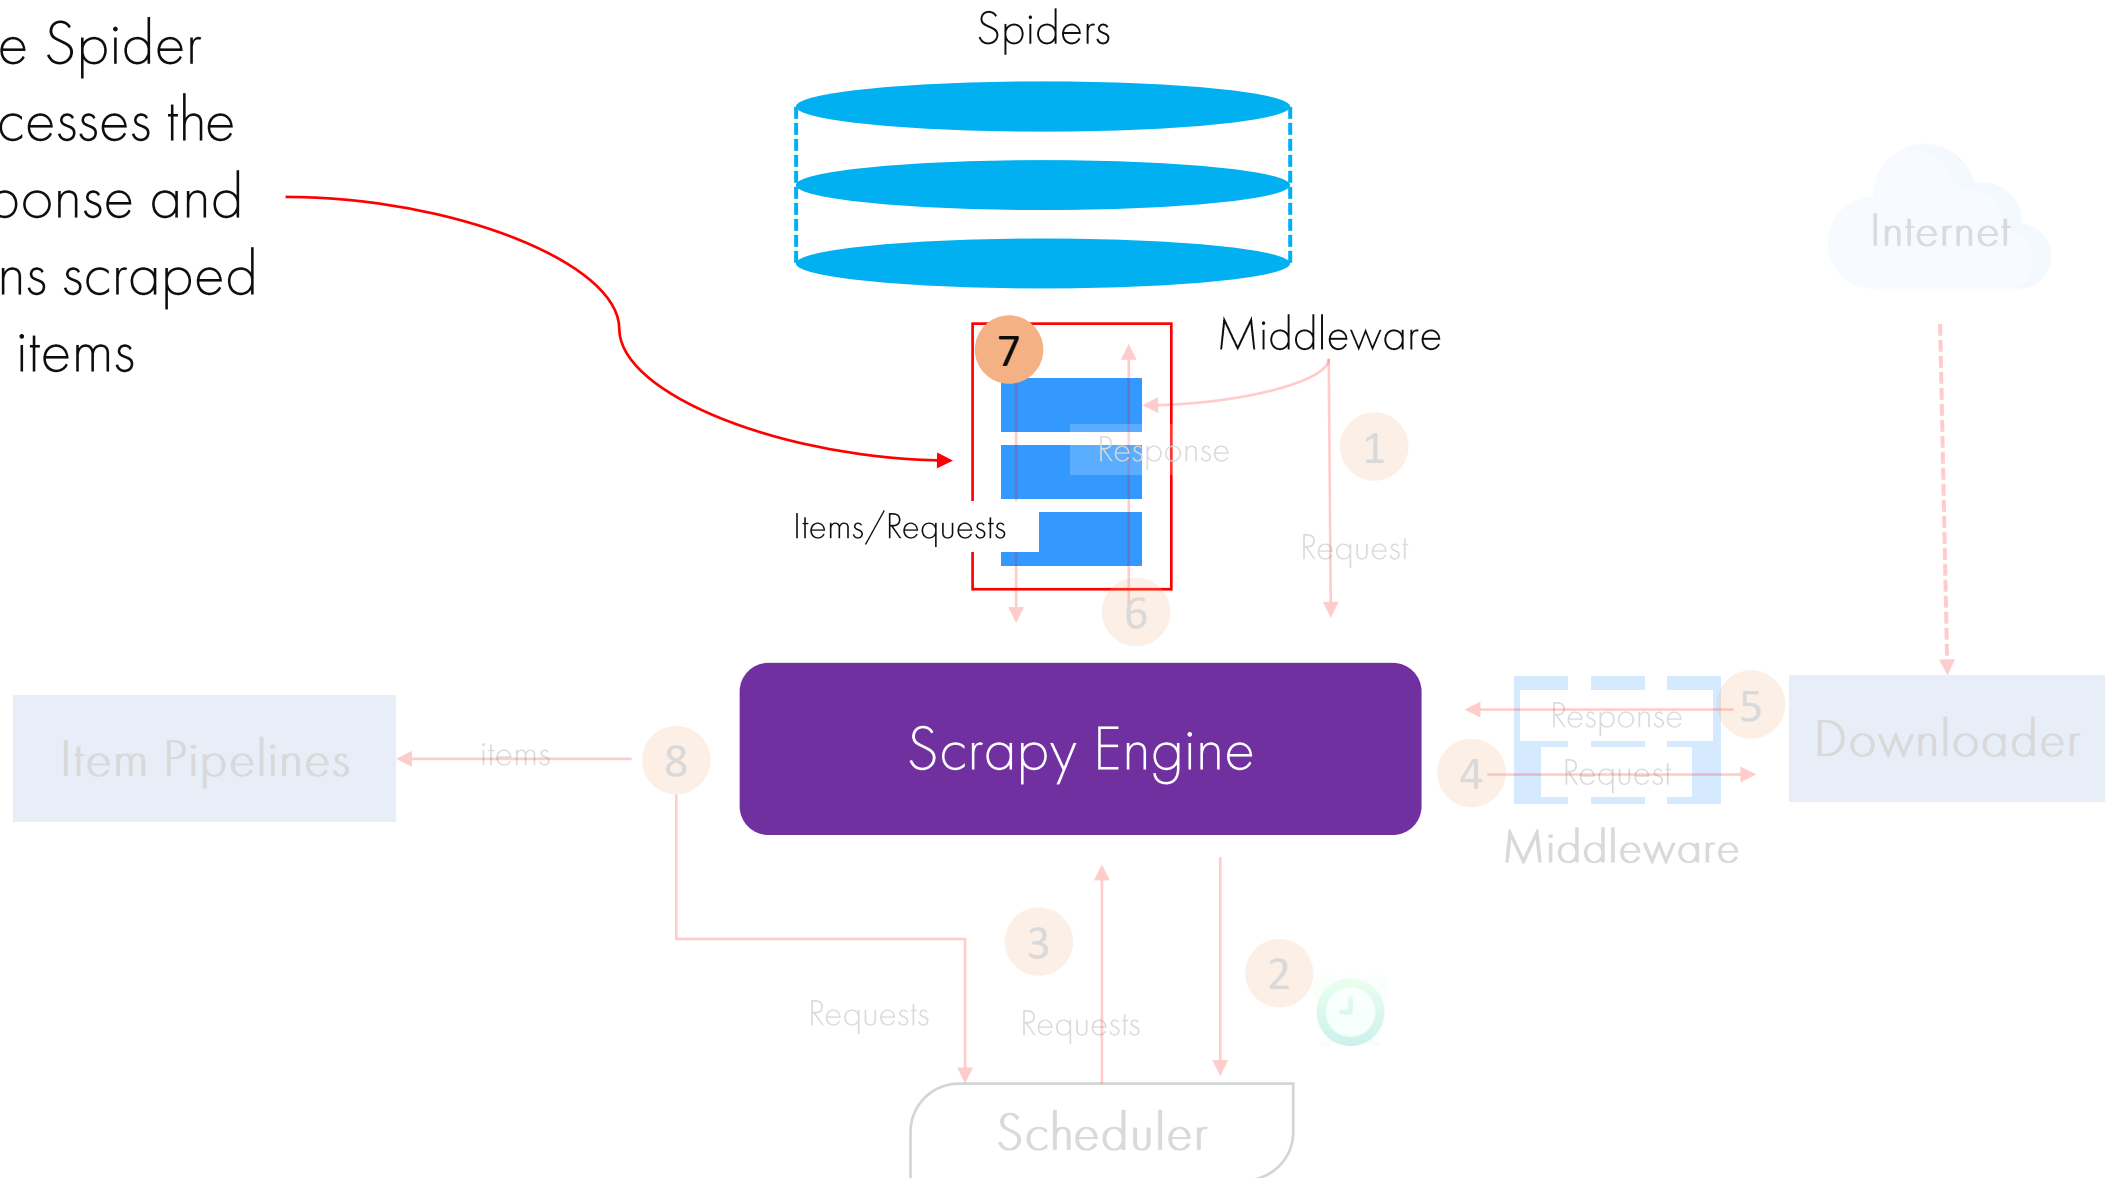 e Spider
cesses the
ponse and
ns scraped
items
Spiders
Internet
Middleware
7
Response
1
Items/Requests
Request
6
Item Pipelines
items
8
Scrapy Engine
Response
5
4
Request
Downloader
Middleware
3
2
Requests
Requests
Scheduler